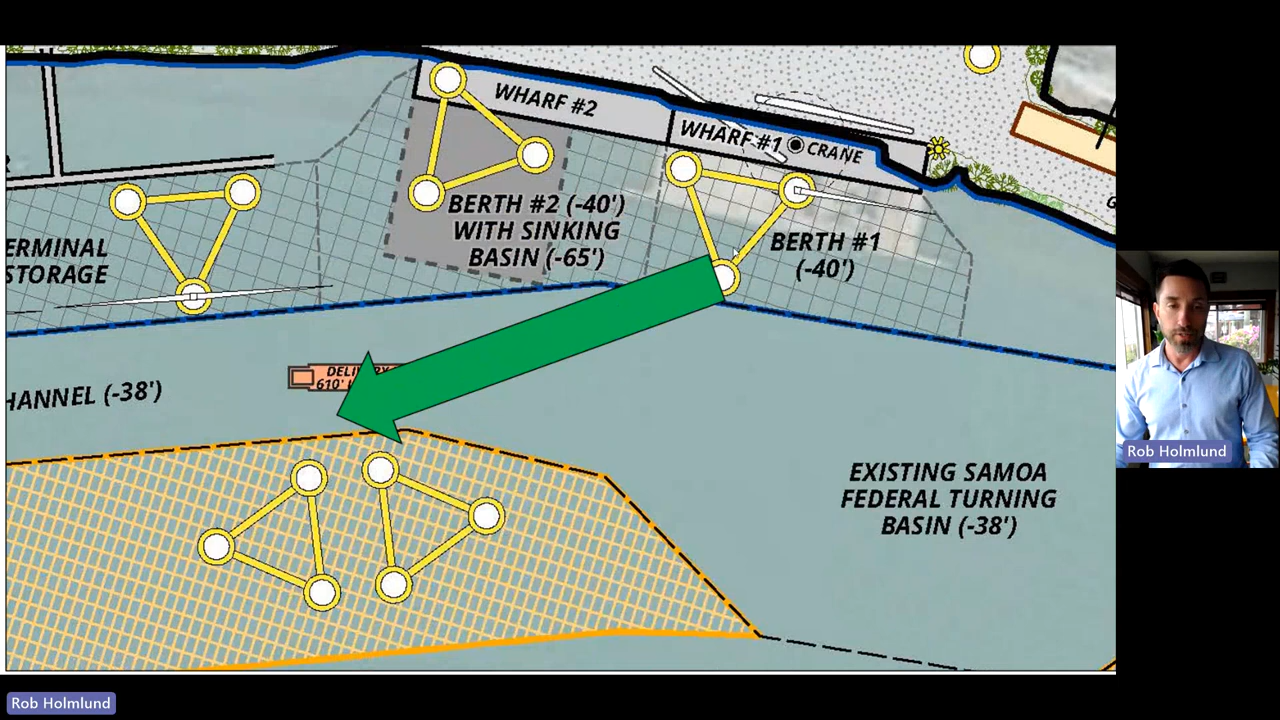 WHARF #2
WHARF #1
CRANE
BERTH #2 (-40')
WITH SINKING
BASIN (-65')
BERTH #1
(-40')
ERMINAL
STORAGE
HANNEL (-38')
610'
EXISTING SAMOA
FEDERAL TURNING
BASIN (-38')
Rob Holmlund
Rob Holmlund